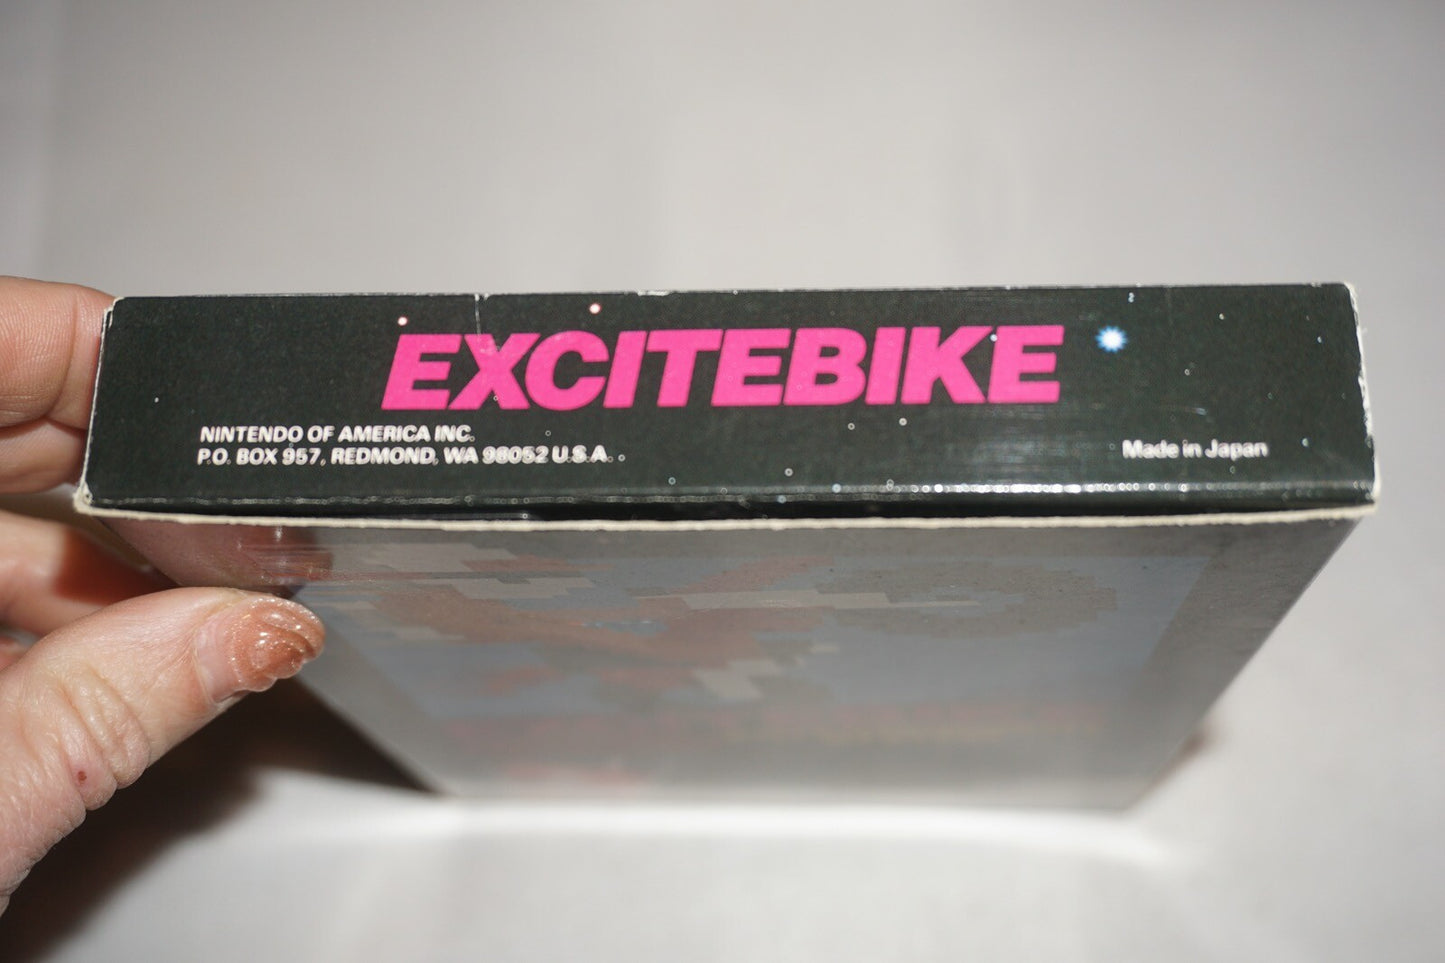 EXCITEBIKE
NINTENDO OF AMERICA INC.
P.O. BOX 957, REDMOND, WA 98052 U.S.A.
Made in Japan